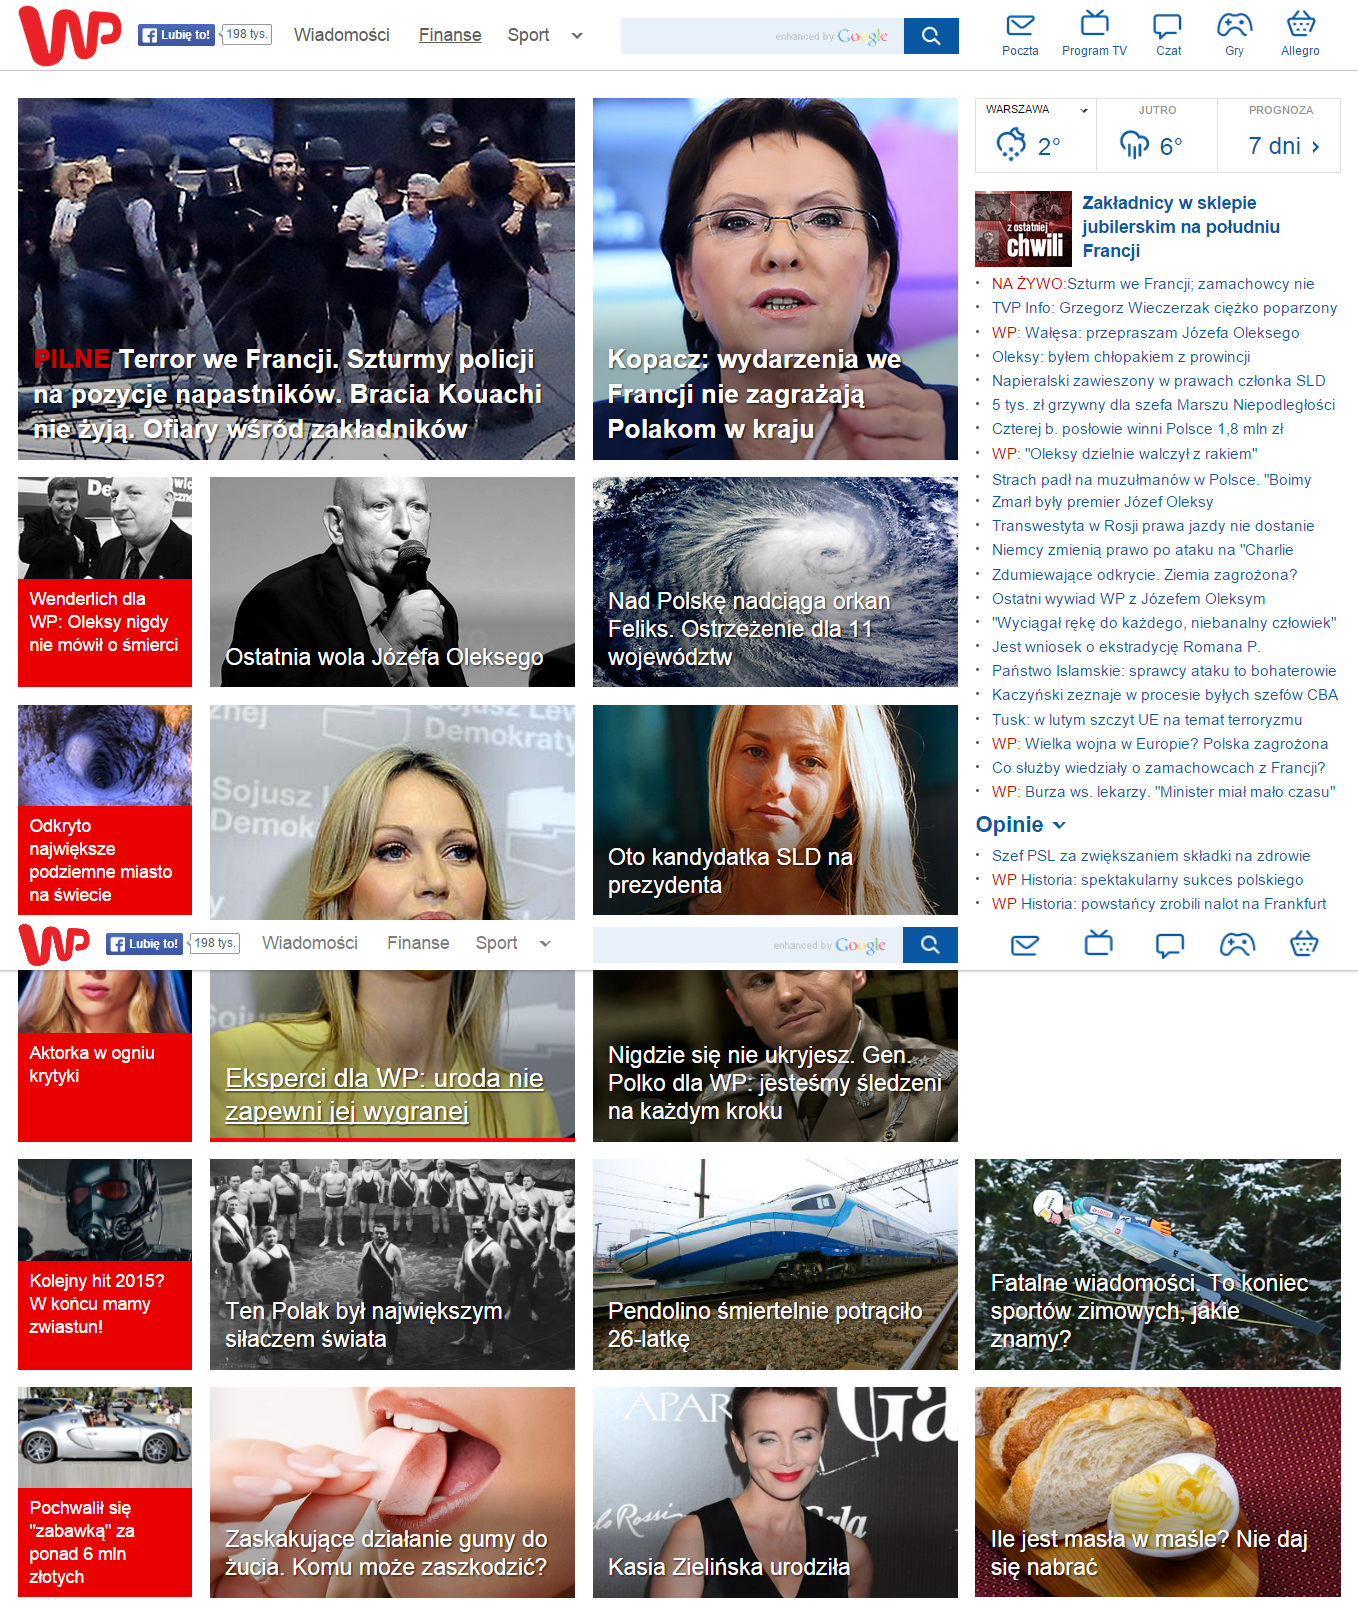 WP
Lubię to!
198 tys.
Wiadomości
Finanse
Sport
enhanced by Google
Poczta
Program TV
Czat
Gry
Allegro
PILNE Terror we Francji. Szturmy policji
na pozycje napastników. Bracia Kouachi
nie żyją. Ofiary wśród zakładników
Kopacz: wydarzenia we
Francji nie zagrażają
Polakom w kraju
WARSZAWA
2°
JUTRO
6°
PROGNOZA
7 dni
z ostatniej
chwili
Zakładnicy w sklepie
jubilerskim na południu
Francji
NA ŻYWO:Szturm we Francji; zamachowcy nie
TVP Info: Grzegorz Wieczerzak ciężko poparzony
WP: Wałęsa: przepraszam Józefa Oleksego
Oleksy: byłem chłopakiem z prowincji
Napieralski zawieszony w prawach członka SLD
5 tys. zł grzywny dla szefa Marszu Niepodległości
Czterej b. posłowie winni Polsce 1,8 mln zł
WP: "Oleksy dzielnie walczył z rakiem"
Strach padł na muzułmanów w Polsce. "Boimy
Zmarł były premier Józef Oleksy
Transwestyta w Rosji prawa jazdy nie dostanie
Niemcy zmienią prawo po ataku na "Charlie
Zdumiewające odkrycie. Ziemia zagrożona?
Ostatni wywiad WP z Józefem Oleksym
"Wyciągał rękę do każdego, niebanalny człowiek"
Jest wniosek o ekstradycję Romana P.
Państwo Islamskie: sprawcy ataku to bohaterowie
Kaczyński zeznaje w procesie byłych szefów CBA
Tusk: w lutym szczyt UE na temat terroryzmu
WP: Wielka wojna w Europie? Polska zagrożona
Co służby wiedziały o zamachowcach z Francji?
WP: Burza ws. lekarzy. "Minister miał mało czasu"
Opinie
Szef PSL za zwiększaniem składki na zdrowie
WP Historia: spektakularny sukces polskiego
WP Historia: powstańcy zrobili nalot na Frankfurt
Wenderlich dla
WP: Oleksy nigdy
nie mówił o śmierci
Ostatnia wola Józefa Oleksego
Nad Polskę nadciąga orkan
Feliks. Ostrzeżenie dla 11
województw
Odkryto
największe
podziemne miasto
na świecie
znej
Sojusz Lew
Demokraty
Sojusz
Demok
Oto kandydatka SLD na
prezydenta
WP
Lubię to!
198 tys.
Wiadomości
Finanse
Sport
enhanced by Google
Aktorka w ogniu
krytyki
Eksperci dla WP: uroda nie
zapewni jej wygranej
Nigdzie się nie ukryjesz. Gen.
Polko dla WP: jesteśmy śledzeni
na każdym kroku
Kolejny hit 2015?
W końcu mamy
zwiastun!
Ten Polak był największym
siłaczem świata
Pendolino śmiertelnie potrąciło
26-latkę
Fatalne wiadomości. To koniec
sportów zimowych, jakie
znamy?
Pochwalił się
"zabawką" za
ponad 6 mln
złotych
Zaskakujące działanie gumy do
żucia. Komu może zaszkodzić?
APAR
Ga
lo Rossi
Gala
Kasia Zielińska urodziła
Ile jest masła w maśle? Nie daj
się nabrać